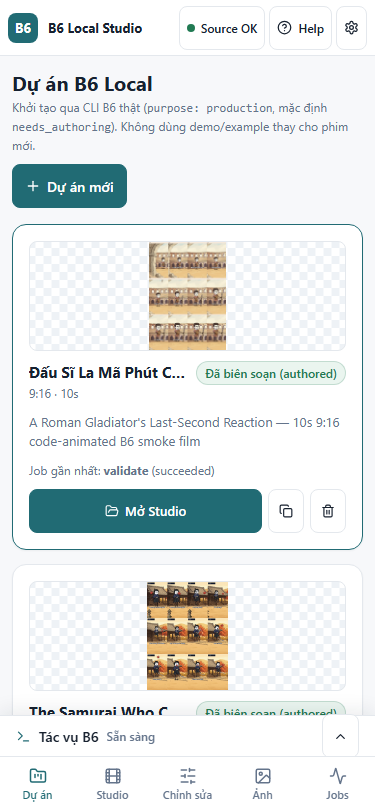 B6 B6 Local Studio Source OK Help
Dự án B6 Local
Khởi tạo qua CLI B6 thật (purpose: production, mặc định
needs_authoring). Không dùng demo/example thay cho phim
mới.
+ Dự án mới
Đấu Sĩ La Mã Phút C... Đã biên soạn (authored)
9:16 · 10s
A Roman Gladiator's Last-Second Reaction — 10s 9:16
code-animated B6 smoke film
Job gần nhất: validate (succeeded)
Mở Studio
The Samurai Who C... Đã biên soạn (authored)
Tác vụ B6 Sẵn sàng
Dự án Studio Chỉnh sửa Ảnh Jobs